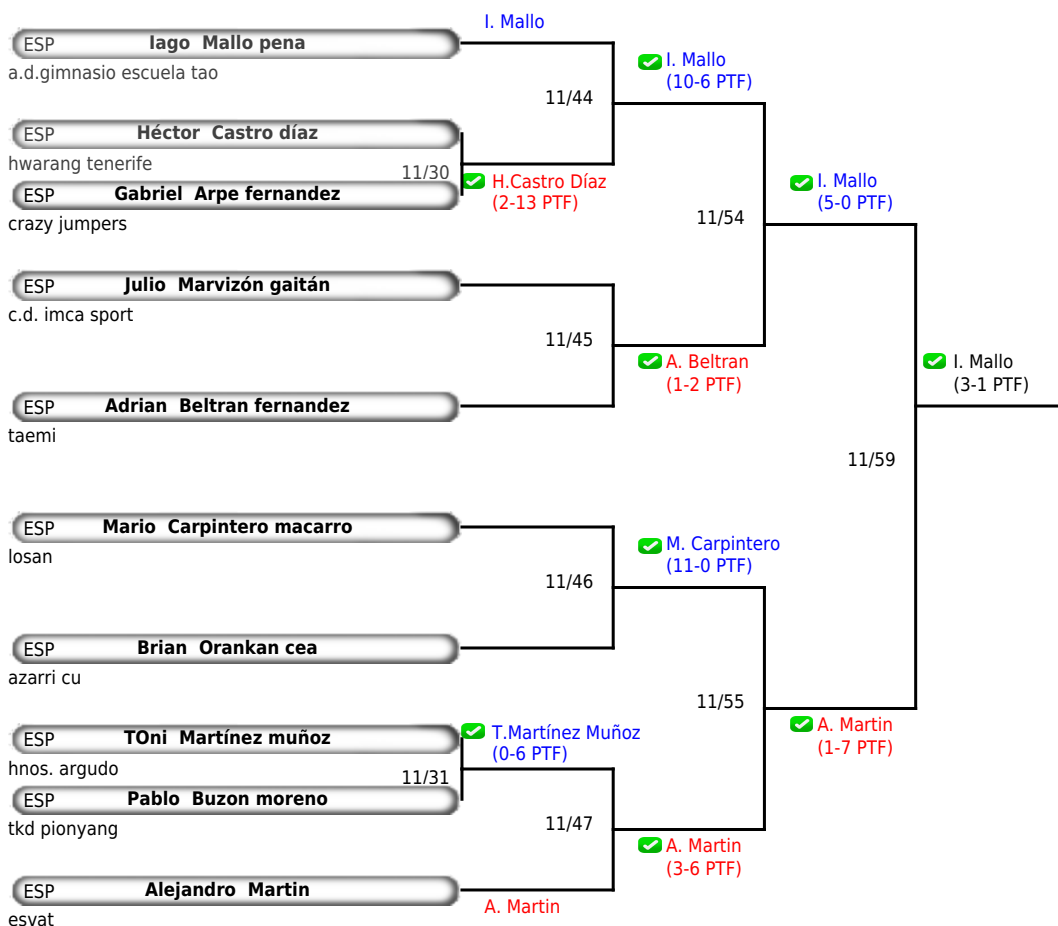 I. Mallo
ESP Iago Mallo pena
a.d.gimnasio escuela tao
I. Mallo
(10-6 PTF)
11/44
ESP Héctor Castro díaz
hwarang tenerife
11/30
H.Castro Díaz
(2-13 PTF)
ESP Gabriel Arpe fernandez
crazy jumpers
I. Mallo
(5-0 PTF)
11/54
ESP Julio Marvizón gaitán
c.d. imca sport
11/45
A. Beltran
(1-2 PTF)
I. Mallo
(3-1 PTF)
ESP Adrian Beltran fernandez
taemi
11/59
ESP Mario Carpintero macarro
losan
M. Carpintero
(11-0 PTF)
11/46
ESP Brian Orankan cea
azarri cu
11/55
A. Martin
(1-7 PTF)
ESP TOni Martínez muñoz
hnos. argudo
T.Martínez Muñoz
(0-6 PTF)
11/31
ESP Pablo Buzon moreno
tkd pionyang
11/47
A. Martin
(3-6 PTF)
ESP Alejandro Martin
esvat
A. Martin